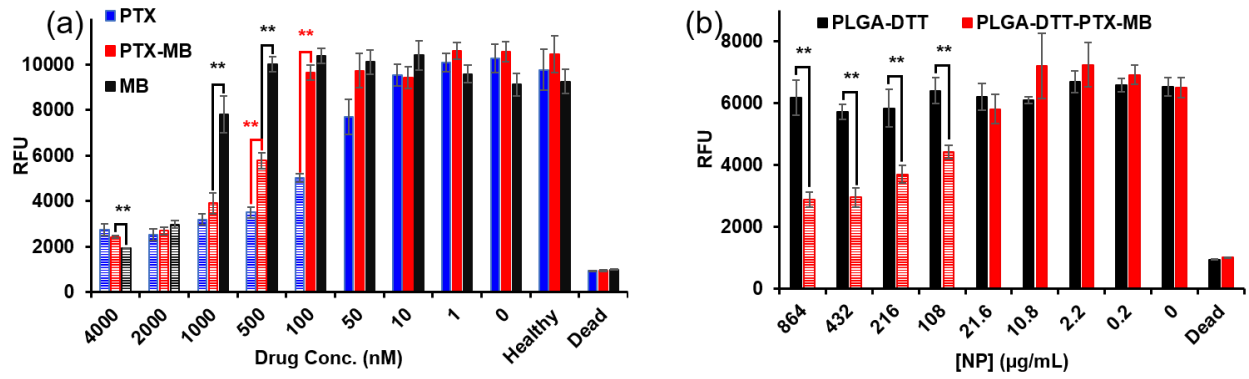 (a)
PTX
PTX-MB
MB
**
**
**
**
**
RFU
10000
8000
6000
4000
2000
0
4000
2000
1000
500
100
50
10
1
0
Healthy
Dead
Drug Conc. (nM)
(b)
PLGA-DTT
PLGA-DTT-PTX-MB
**
**
**
**
RFU
8000
6000
4000
2000
0
864
432
216
108
21.6
10.8
2.2
0.2
0
Dead
[NP] (µg/mL)